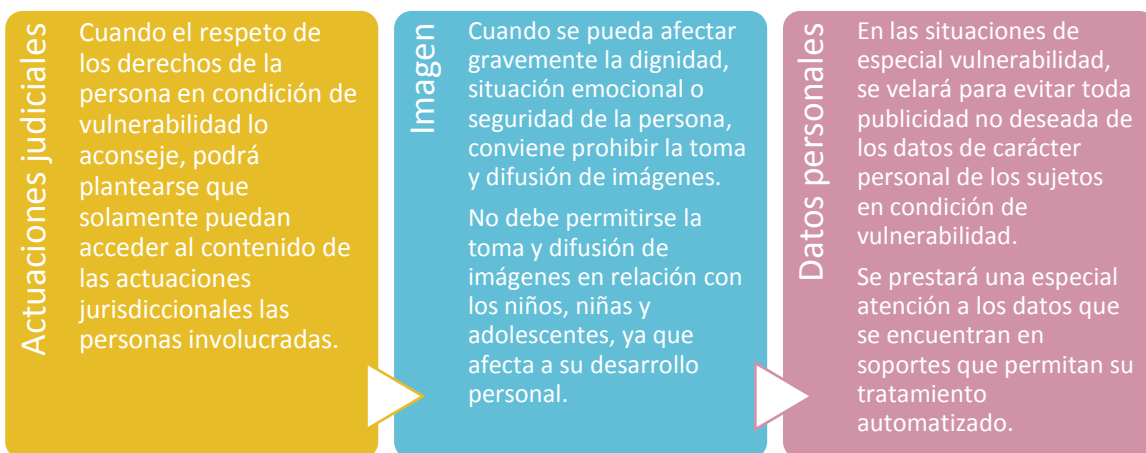 Actuaciones judiciales
Cuando el respeto de
los derechos de la
persona en condición de
vulnerabilidad lo
aconseje, podrá
plantearse que
solamente puedan
acceder al contenido de
las actuaciones
jurisdiccionales las
personas involucradas.
Imagen
Cuando se pueda afectar
gravemente la dignidad,
situación emocional o
seguridad de la persona,
conviene prohibir la toma
y difusión de imágenes.
No debe permitirse la
toma y difusión de
imágenes en relación con
los niños, niñas y
adolescentes, ya que
afecta a su desarrollo
personal.
Datos personales
En las situaciones de
especial vulnerabilidad,
se velará para evitar toda
publicidad no deseada de
los datos de carácter
personal de los sujetos
en condición de
vulnerabilidad.
Se prestará una especial
atención a los datos que
se encuentran en
soportes que permitan su
tratamiento
automatizado.